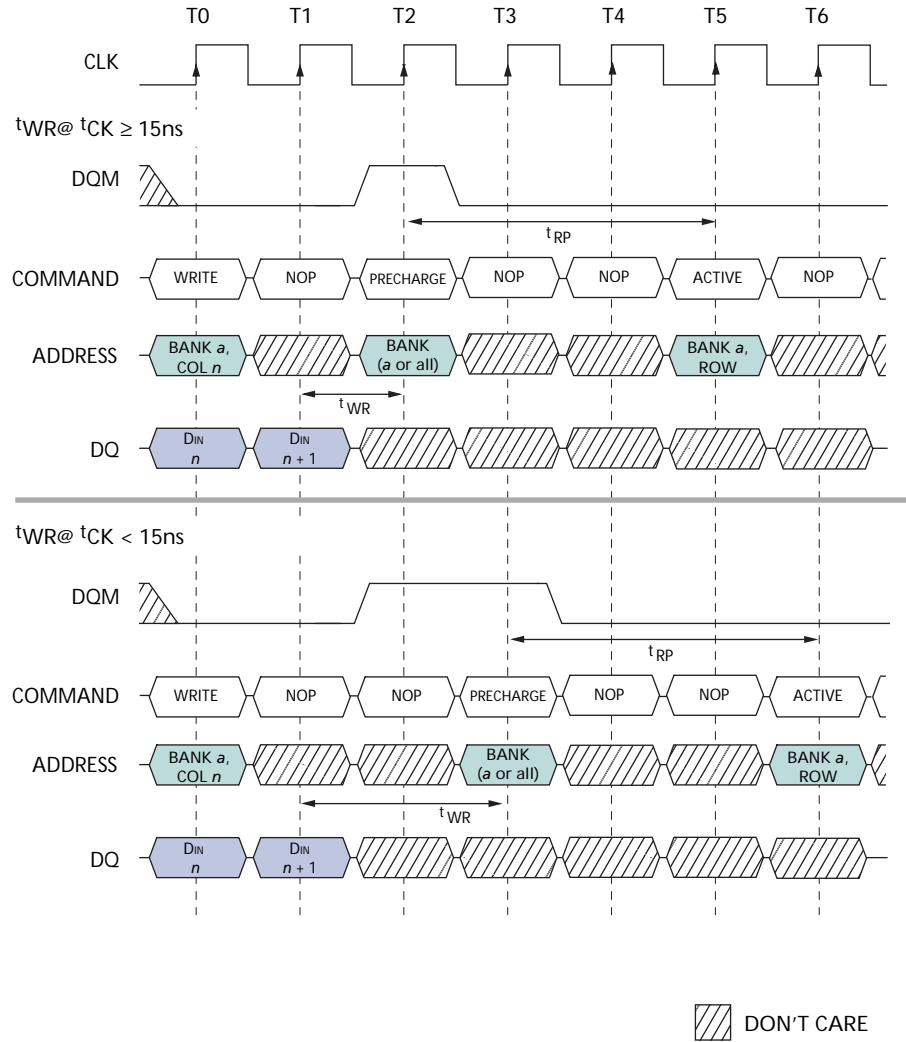 T0 T1 T2 T3 T4 T5 T6
CLK
tWR@ tCK ≥ 15ns
DQM
tRP
COMMAND WRITE NOP PRECHARGE NOP NOP ACTIVE NOP
ADDRESS BANK a, COL n BANK (a or all) BANK a, ROW
tWR
DQ DIN n DIN n + 1
tWR@ tCK < 15ns
DQM
tRP
COMMAND WRITE NOP NOP PRECHARGE NOP NOP ACTIVE
ADDRESS BANK a, COL n BANK (a or all) BANK a, ROW
tWR
DQ DIN n DIN n + 1
DON'T CARE